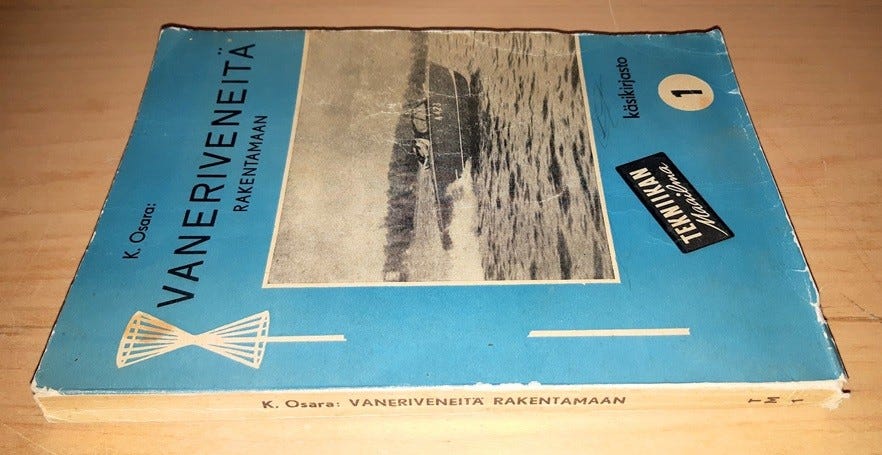 K. Osara:
VANERIVENEITÄ
RAKENTAMAAN
käsikirjasto
1
TEKNIIKAN
Maailma
K. Osara: VANERIVENEITÄ RAKENTAMAAN
T
M
1